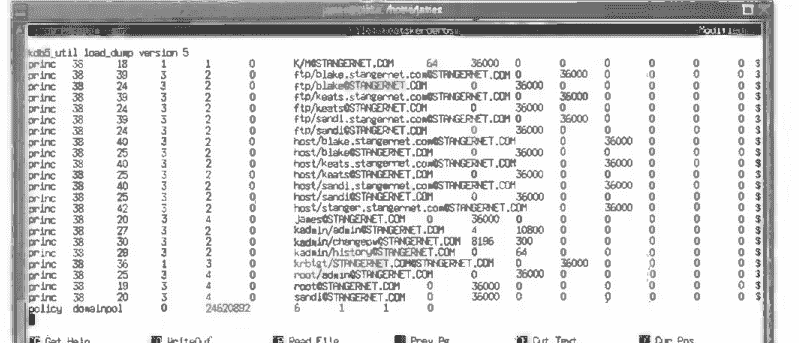 /home/james
Modified
kdb5_util load_dump version 5
princ 38 18 1 1 0 K/M@STANGERNET.COM 64 36000 0 0 0 0 0 $
princ 38 39 3 2 0 ftp/blake.stangernet.com@STANGERNET.COM 0 36000 0 0 0 0 $
princ 38 24 3 2 0 ftp/blake@STANGERNET.COM 0 36000 0 0 0 0 $
princ 38 39 3 2 0 ftp/keats.stangernet.com@STANGERNET.COM 0 36000 0 0 0 0 $
princ 38 24 3 2 0 ftp/keats@STANGERNET.COM 0 36000 0 0 0 0 $
princ 38 39 3 2 0 ftp/sandi.stangernet.com@STANGERNET.COM 0 36000 0 0 0 0 $
princ 38 24 3 2 0 ftp/sandi@STANGERNET.COM 0 36000 0 0 0 0 $
princ 38 40 3 2 0 host/blake.stangernet.com@STANGERNET.COM 0 36000 0 0 0 $
princ 38 25 3 2 0 host/blake@STANGERNET.COM 0 36000 0 0 0 0 $
princ 38 40 3 2 0 host/keats.stangernet.com@STANGERNET.COM 0 36000 0 0 0 $
princ 38 25 3 2 0 host/keats@STANGERNET.COM 0 36000 0 0 0 0 $
princ 38 40 3 2 0 host/sandi.stangernet.com@STANGERNET.COM 0 36000 0 0 0 $
princ 38 25 3 2 0 host/sandi@STANGERNET.COM 0 36000 0 0 0 0 $
princ 38 42 3 2 0 host/stanger.stangernet.com@STANGERNET.COM 0 36000 0 0 0 $
princ 38 20 3 4 0 james@STANGERNET.COM 0 36000 0 0 0 0 0 $
princ 38 27 3 2 0 kadmin/admin@STANGERNET.COM 4 10800 0 0 0 0 $
princ 38 30 3 2 0 kadmin/changepw@STANGERNET.COM 8196 300 0 0 0 0 $
princ 38 29 3 2 0 kadmin/history@STANGERNET.COM 0 64 0 0 0 0 $
princ 38 36 3 3 0 krbtgt/STANGERNET.COM@STANGERNET.COM 0 36000 0 0 0 0 $
princ 38 25 3 4 0 root/admin@STANGERNET.COM 0 36000 0 0 0 0 $
princ 38 19 3 4 0 root@STANGERNET.COM 0 36000 0 0 0 0 0 $
princ 38 20 3 4 0 sandi@STANGERNET.COM 0 36000 0 0 0 0 0 $
policy domainpol 0 24620892 6 1 1 0
Get Help WriteOut Read File Prev Pg Cut Text Cur Pos